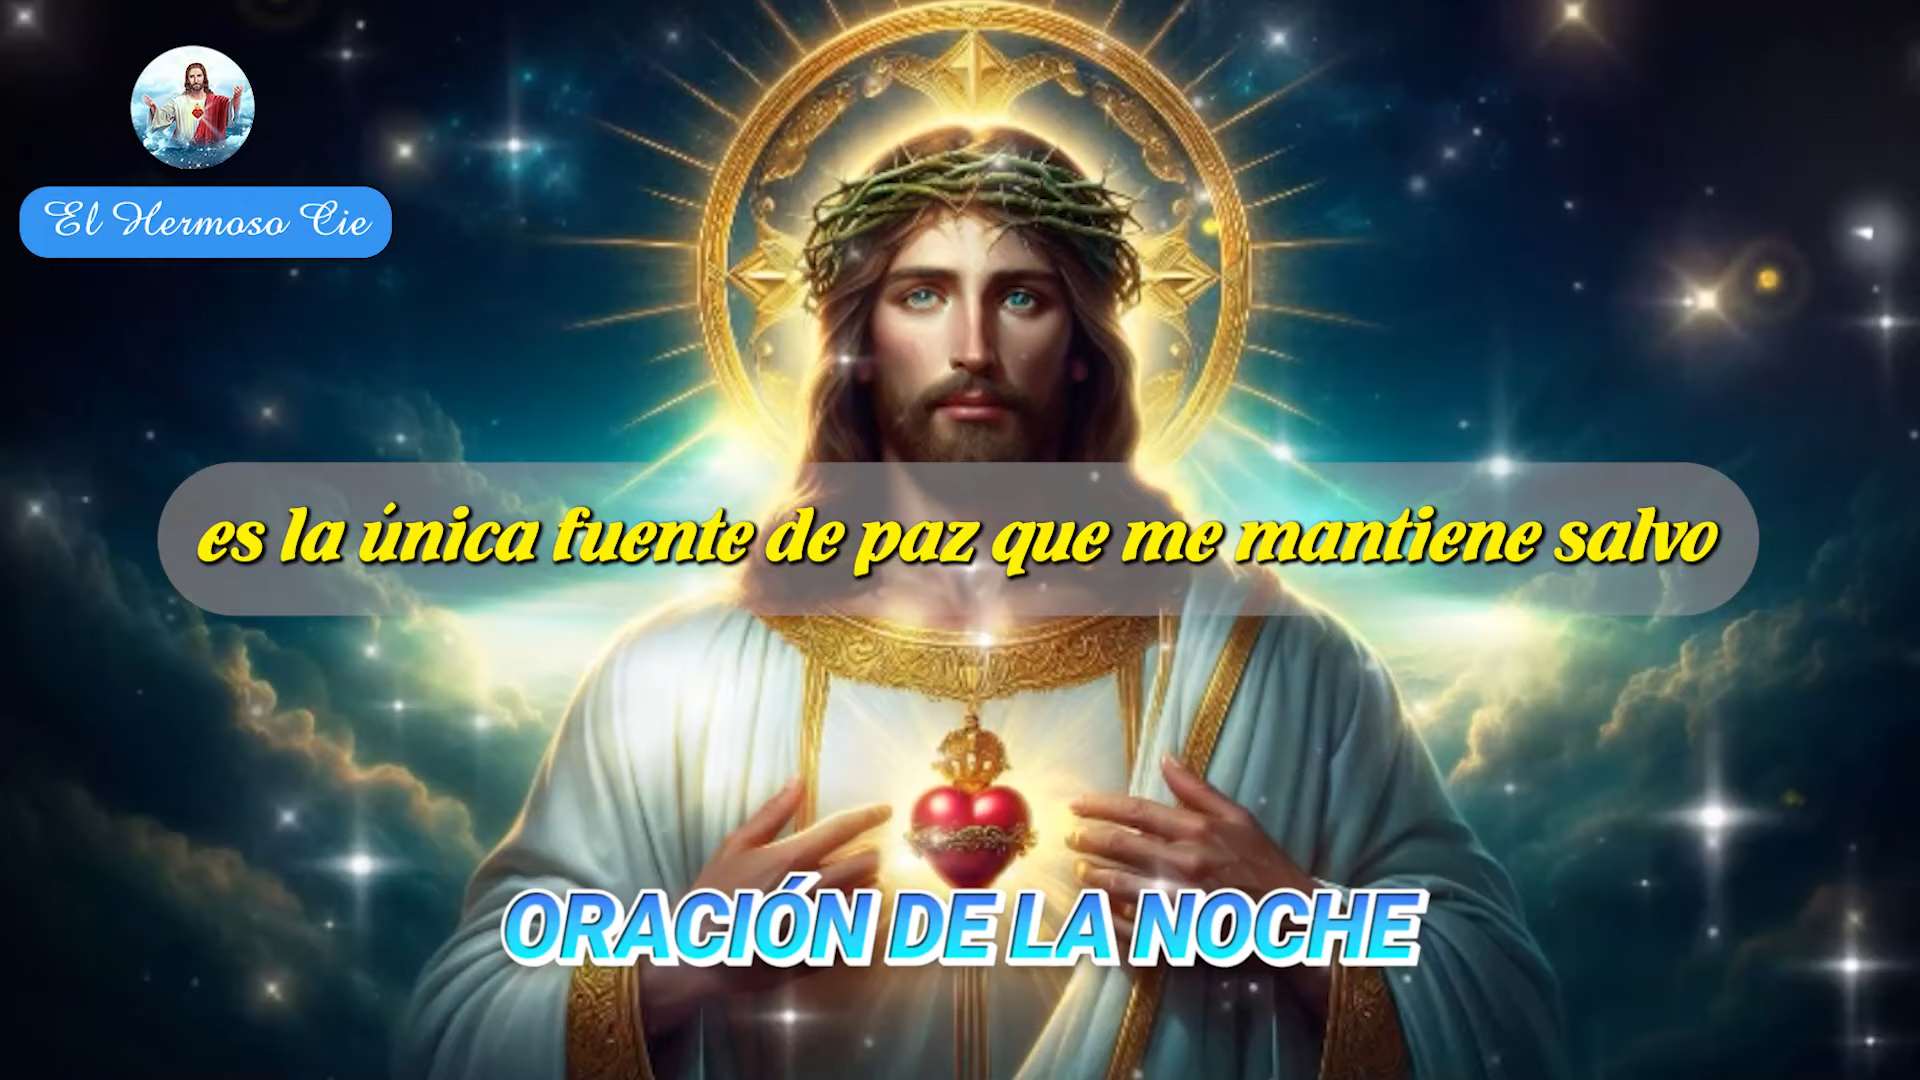 El Hermoso Cie
es la única fuente de paz que me mantiene salvo
ORACIÓN DE LA NOCHE